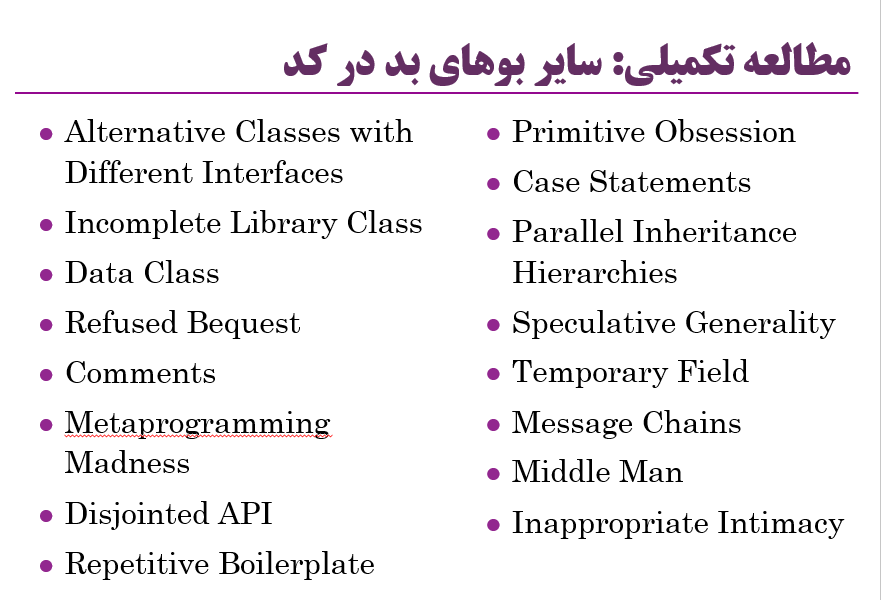 مطالعه تکمیلی: سایر بوهای بد در کد
Alternative Classes with
Different Interfaces
Incomplete Library Class
Data Class
Refused Bequest
Comments
Metaprogramming
Madness
Disjointed API
Repetitive Boilerplate
Primitive Obsession
Case Statements
Parallel Inheritance
Hierarchies
Speculative Generality
Temporary Field
Message Chains
Middle Man
Inappropriate Intimacy